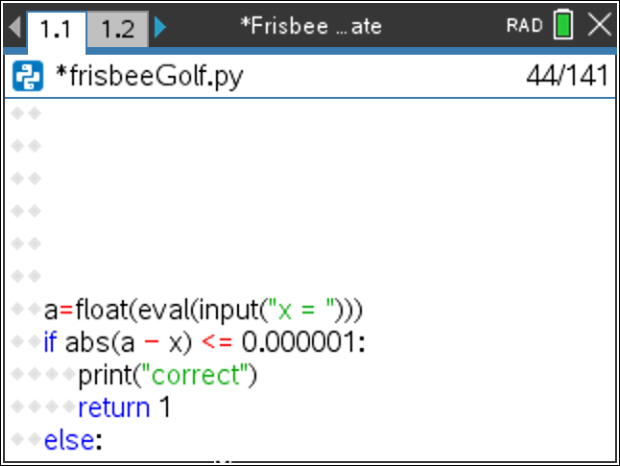 1.1 1.2 *Frisbee ...ate RAD
*frisbeeGolf.py 44/141
a=float(eval(input("x = ")))
if abs(a - x) <= 0.000001:
print("correct")
return 1
else: